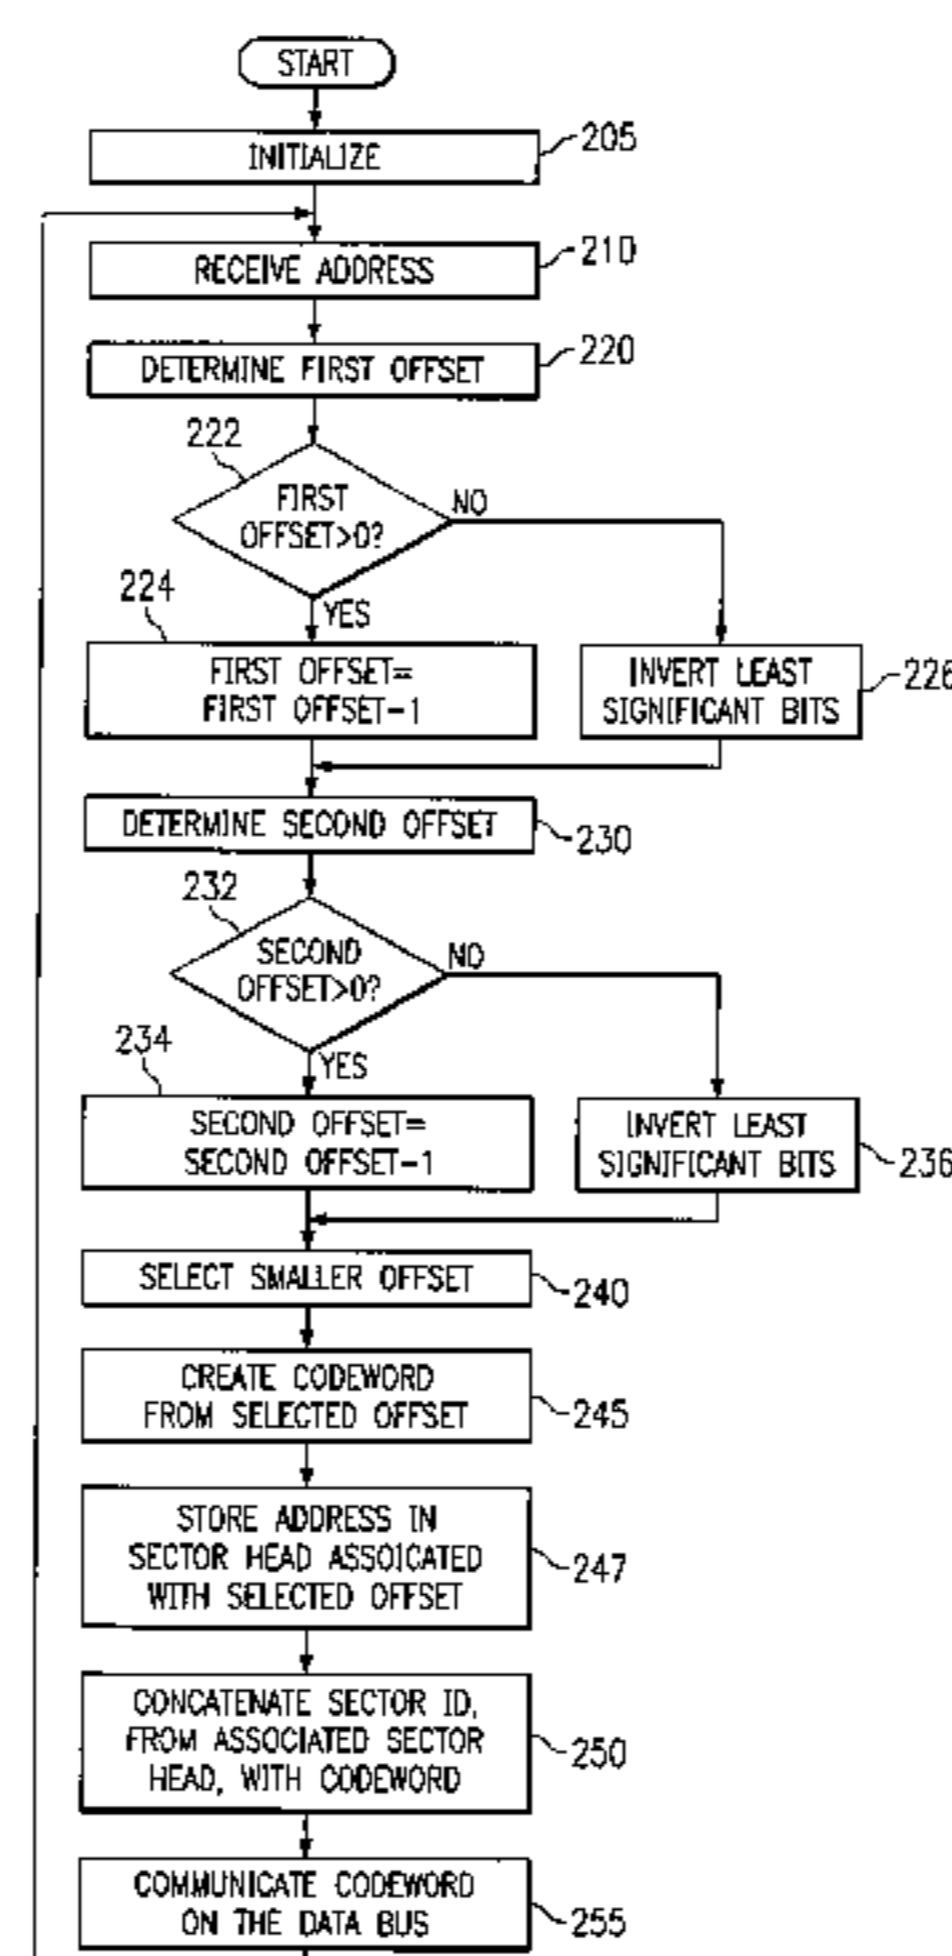 START
INITIALIZE
205
RECEIVE ADDRESS
210
DETERMINE FIRST OFFSET
220
222
FIRST
OFFSET>0?
NO
YES
224
FIRST OFFSET=
FIRST OFFSET-1
INVERT LEAST
SIGNIFICANT BITS
226
DETERMINE SECOND OFFSET
230
232
SECOND
OFFSET>0?
NO
YES
234
SECOND OFFSET=
SECOND OFFSET-1
INVERT LEAST
SIGNIFICANT BITS
236
SELECT SMALLER OFFSET
240
CREATE CODEWORD
FROM SELECTED OFFSET
245
STORE ADDRESS IN
SECTOR HEAD ASSOICATED
WITH SELECTED OFFSET
247
CONCATENATE SECTOR ID,
FROM ASSOCIATED SECTOR
HEAD, WITH CODEWORD
250
COMMUNICATE CODEWORD
ON THE DATA BUS
255